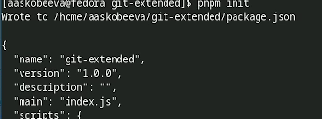 [aaskobeeva@fedora git-extended]$ pnpm init
Wrote to /home/aaskobeeva/git-extended/package.json
{
"name": "git-extended",
"version": "1.0.0",
"description": "",
"main": "index.js",
"scripts": {